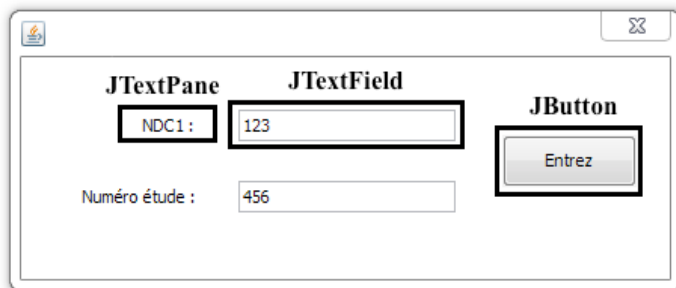 JTextPane JTextField
JButton
NDC1 : 123
Entrez
Numéro étude : 456